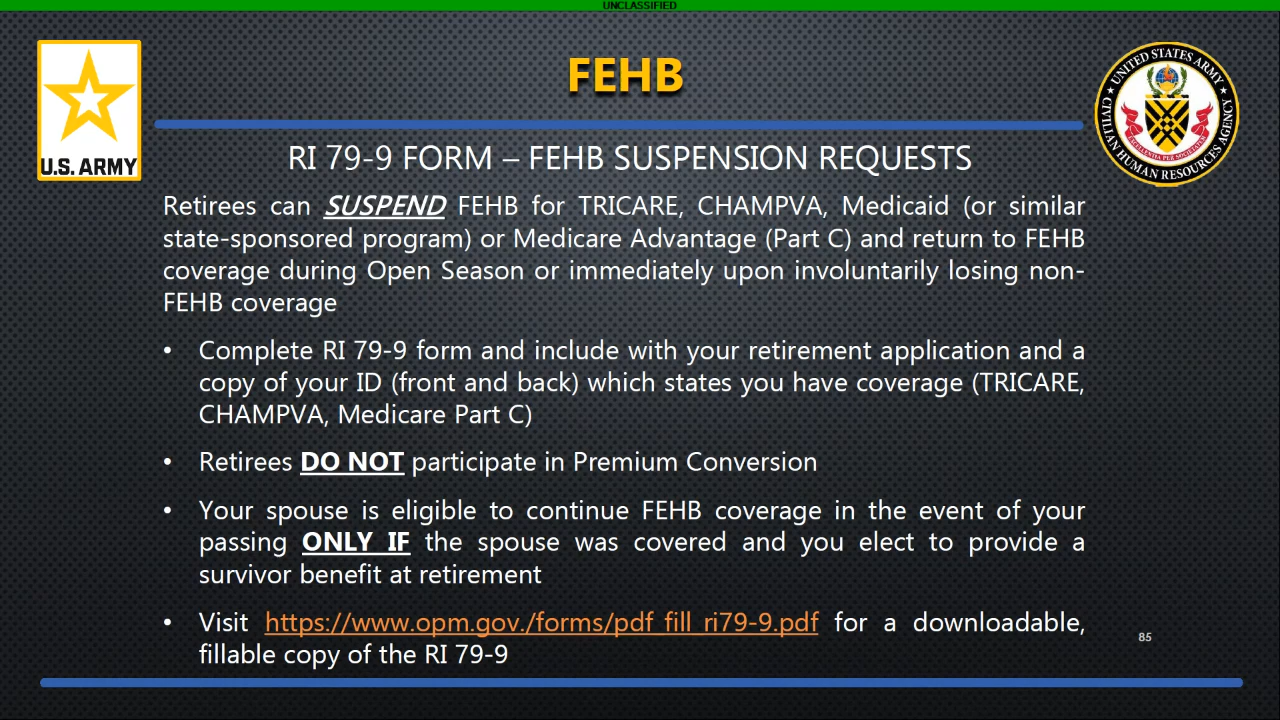 UNCLASSIFIED
FEHB
U.S. ARMY
UNITED STATES ARMY
CIVILIAN HUMAN RESOURCES AGENCY
RI 79-9 FORM – FEHB SUSPENSION REQUESTS
Retirees can SUSPEND FEHB for TRICARE, CHAMPVA, Medicaid (or similar
state-sponsored program) or Medicare Advantage (Part C) and return to FEHB
coverage during Open Season or immediately upon involuntarily losing non-
FEHB coverage
• Complete RI 79-9 form and include with your retirement application and a
copy of your ID (front and back) which states you have coverage (TRICARE,
CHAMPVA, Medicare Part C)
• Retirees DO NOT participate in Premium Conversion
• Your spouse is eligible to continue FEHB coverage in the event of your
passing ONLY IF the spouse was covered and you elect to provide a
survivor benefit at retirement
• Visit https://www.opm.gov./forms/pdf_fill_ri79-9.pdf for a downloadable,
fillable copy of the RI 79-9
85